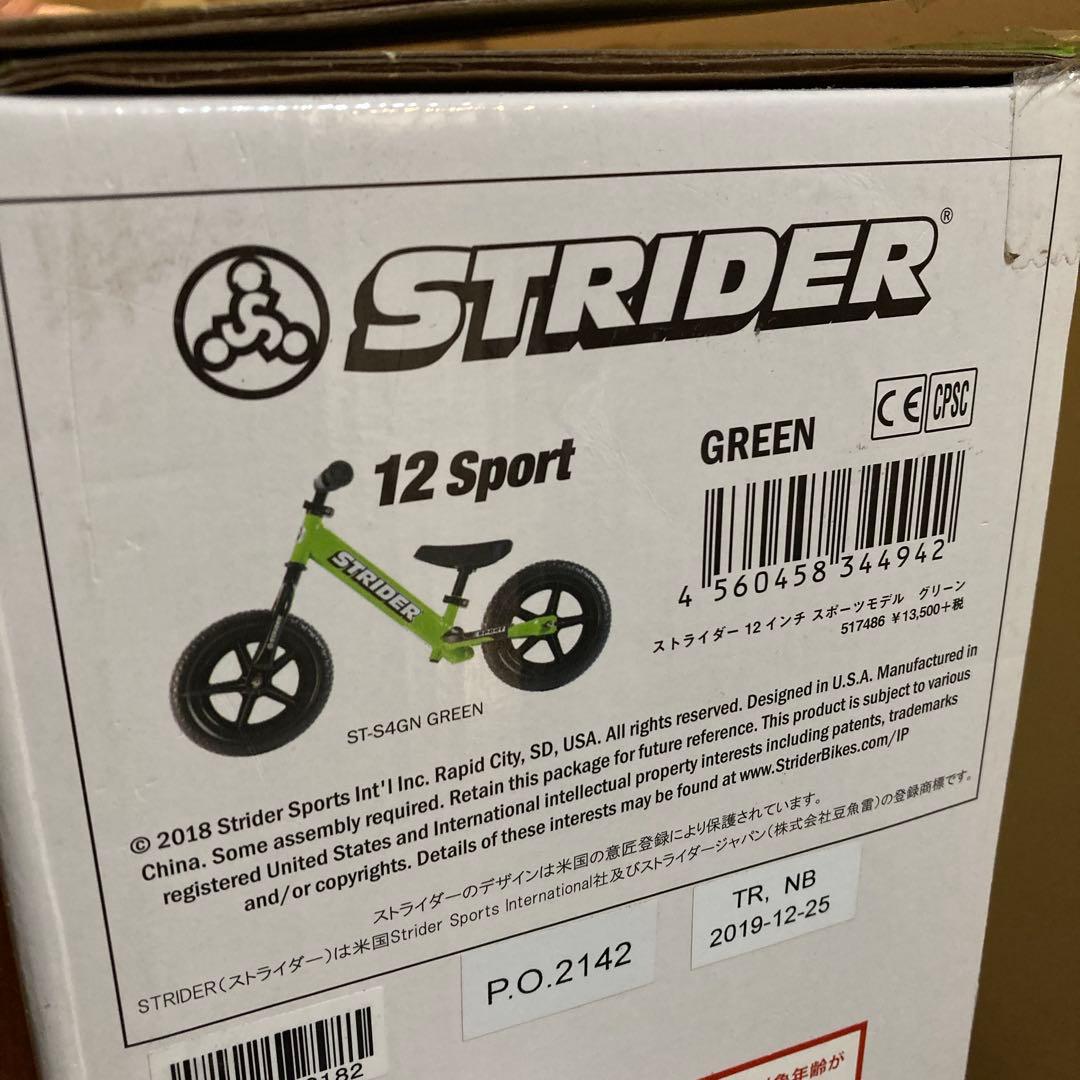 STRIDER®
12 Sport
GREEN
CE CPSC
STRIDER
SPORT
ST-S4GN GREEN
4 560458 344942
ストライダー 12 インチ スポーツモデル グリーン
517486 ¥13,500+税
© 2018 Strider Sports Int'l Inc. Rapid City, SD, USA. All rights reserved. Designed in U.S.A. Manufactured in
China. Some assembly required. Retain this package for future reference. This product is subject to various
registered United States and International intellectual property interests including patents, trademarks
and/or copyrights. Details of these interests may be found at www.StriderBikes.com/IP
ストライダーのデザインは米国の意匠登録により保護されています。
STRIDER(ストライダー)は米国Strider Sports International社及びストライダージャパン(株式会社豆魚雷)の登録商標です。
P.O.2142
TR, NB
2019-12-25
182
象年齢が